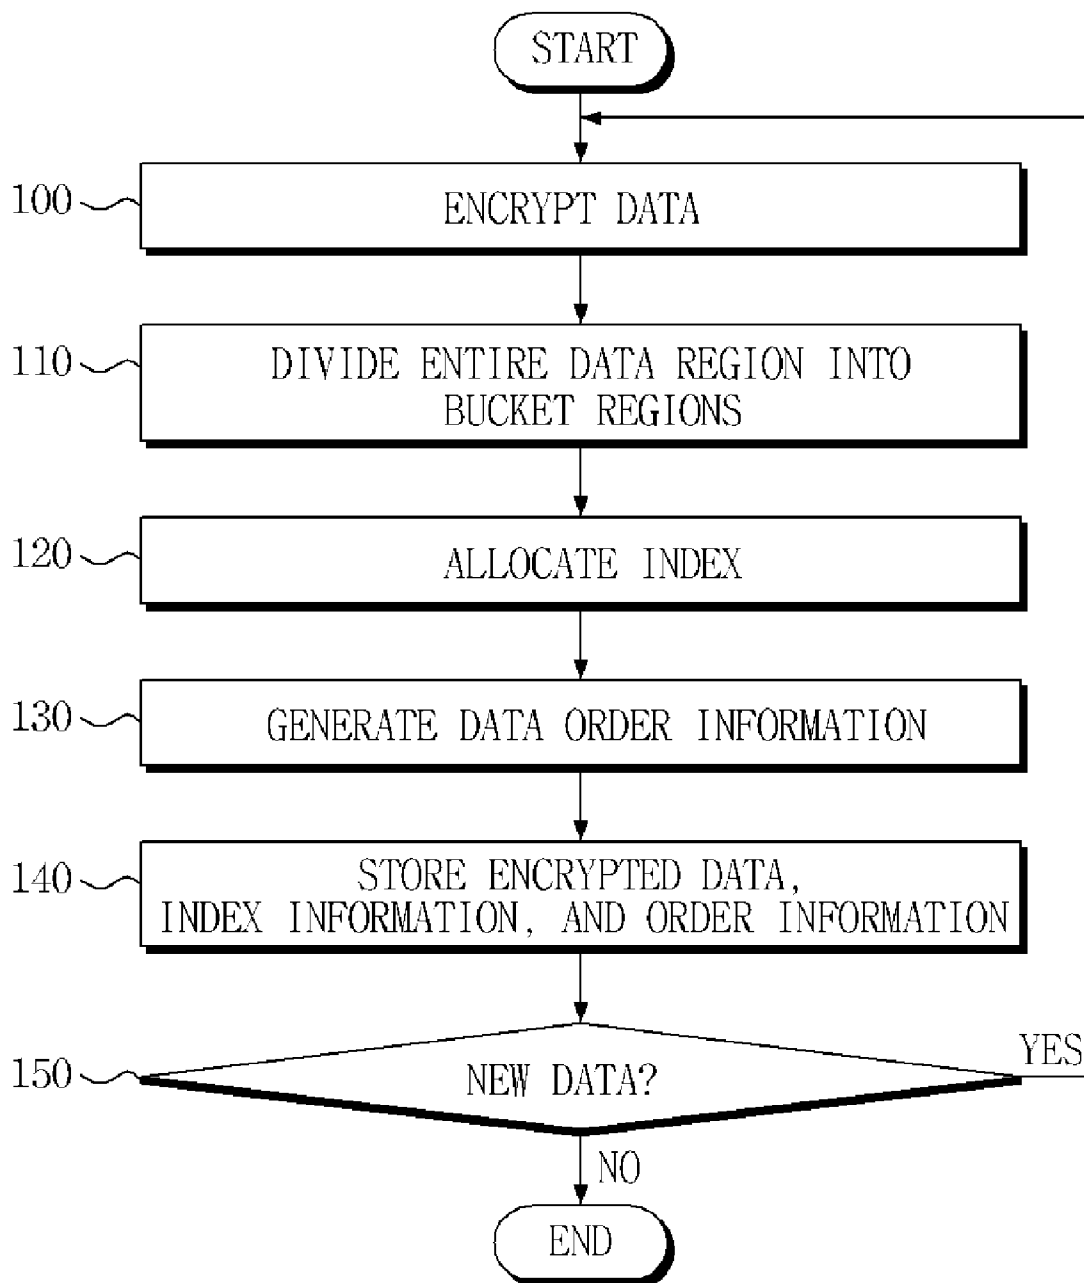 START
100
ENCRYPT DATA
110
DIVIDE ENTIRE DATA REGION INTO
BUCKET REGIONS
120
ALLOCATE INDEX
130
GENERATE DATA ORDER INFORMATION
140
STORE ENCRYPTED DATA,
INDEX INFORMATION, AND ORDER INFORMATION
150
NEW DATA?
YES
NO
END